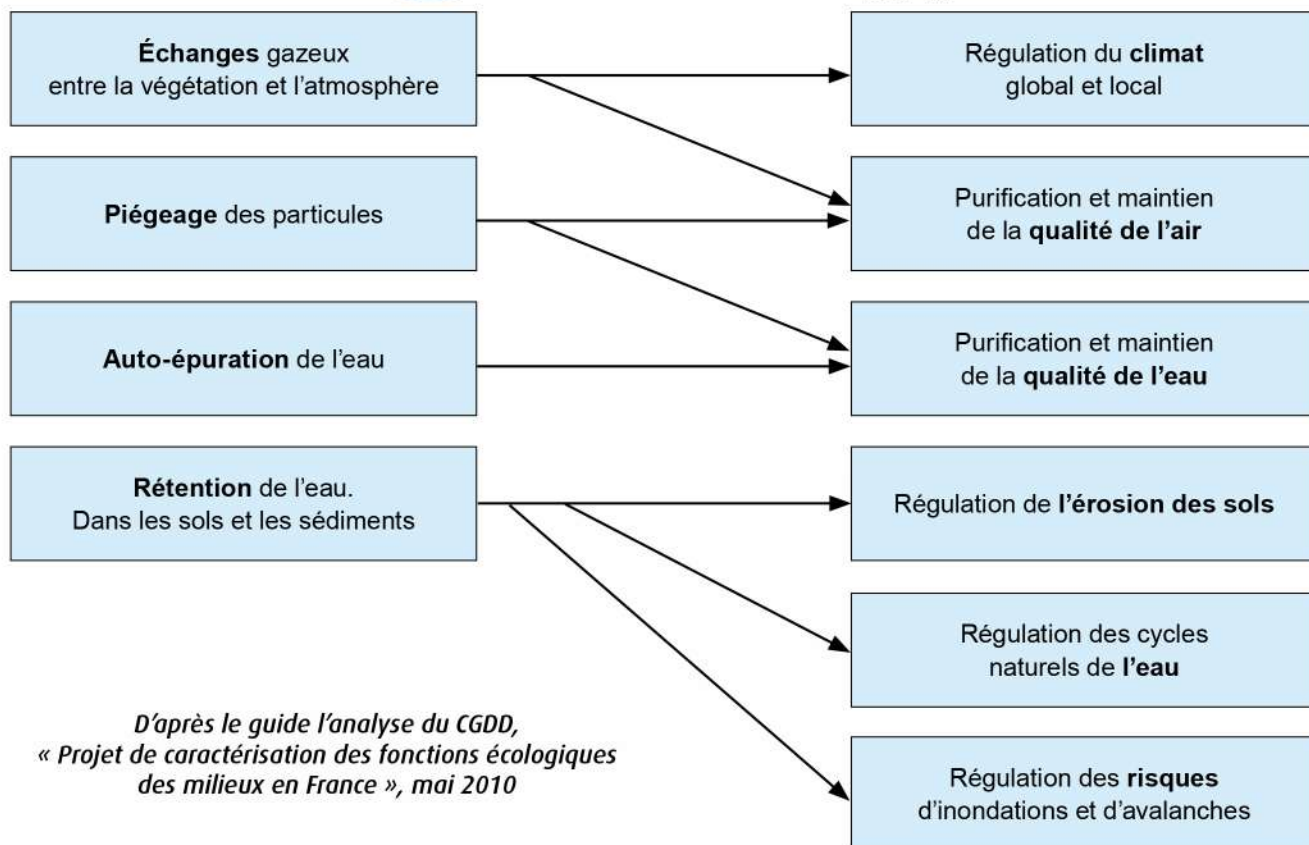 Échanges gazeux
entre la végétation et l'atmosphère
Régulation du climat
global et local
Piégeage des particules
Purification et maintien
de la qualité de l'air
Auto-épuration de l'eau
Purification et maintien
de la qualité de l'eau
Rétention de l'eau.
Dans les sols et les sédiments
Régulation de l'érosion des sols
Régulation des cycles
naturels de l'eau
D'après le guide l'analyse du CGDD,
« Projet de caractérisation des fonctions écologiques
des milieux en France », mai 2010
Régulation des risques
d'inondations et d'avalanches